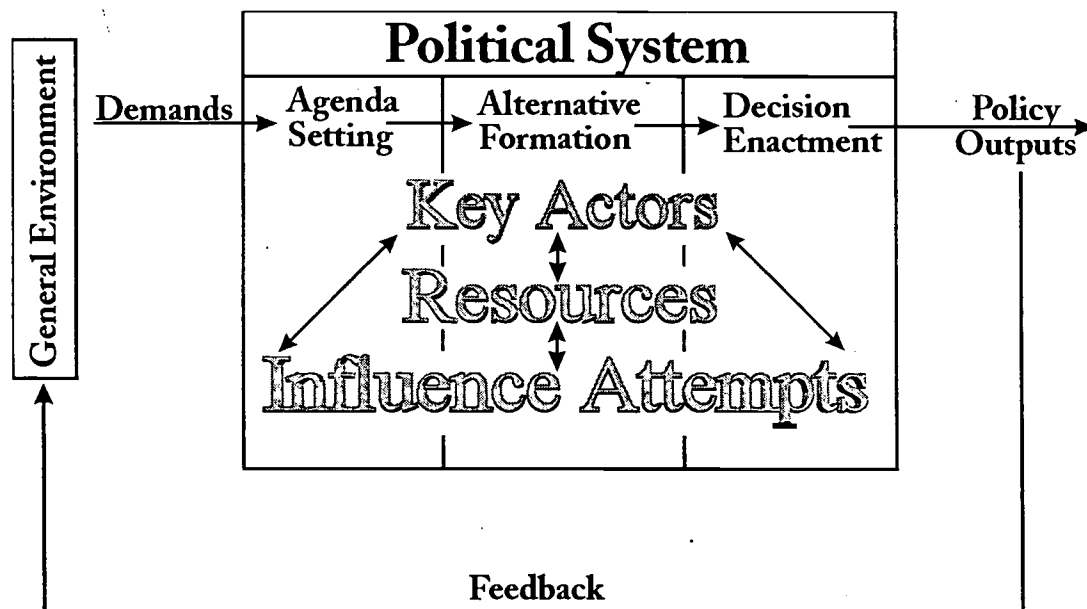 Political System
General Environment
Demands
Agenda
Setting
Alternative
Formation
Decision
Enactment
Policy
Outputs
Key Actors
Resources
Influence Attempts
Feedback